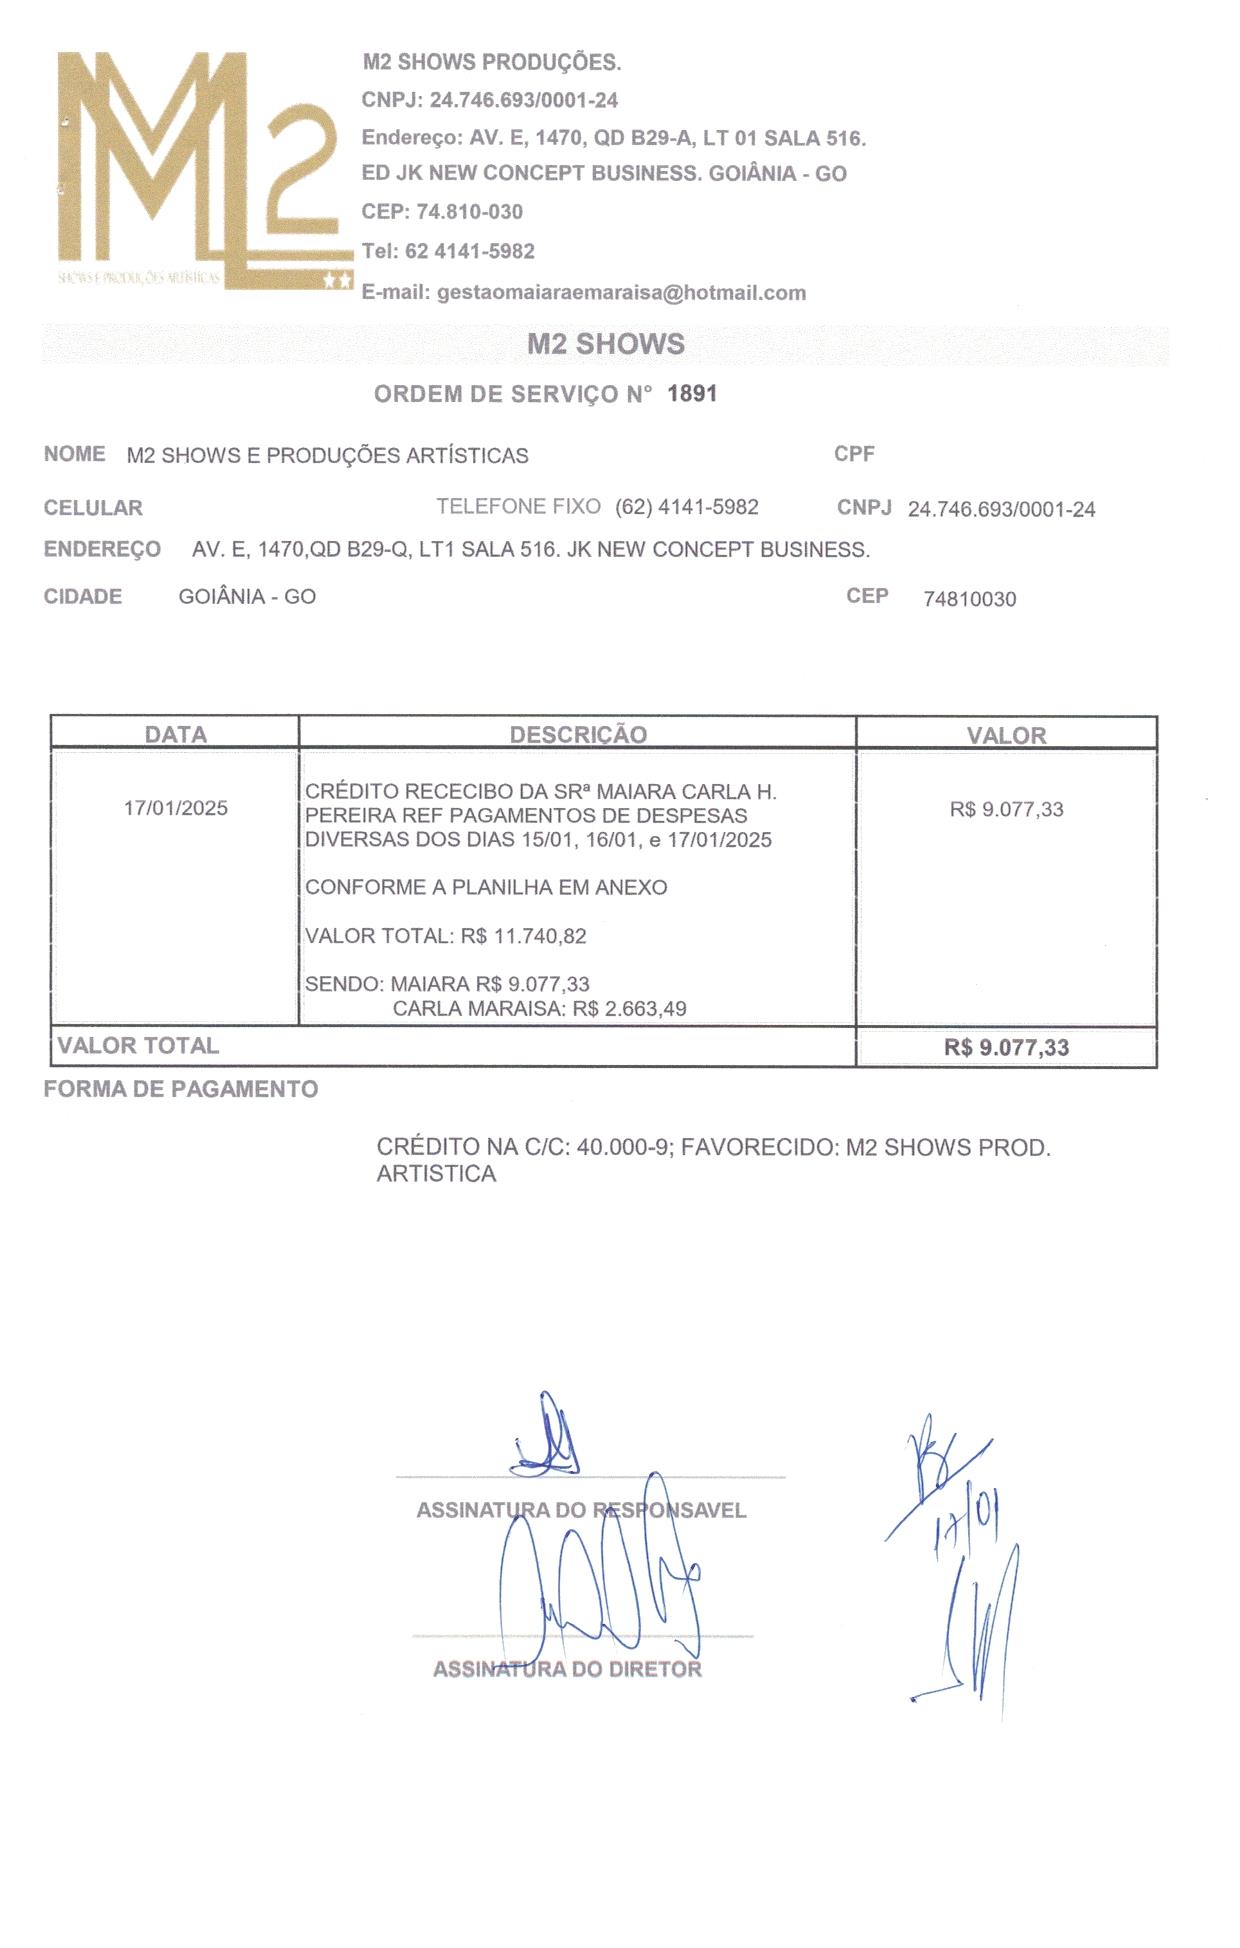 M2
SHOWS E PRODUÇÕES ARTÍSTICAS
M2 SHOWS PRODUÇÕES.
CNPJ: 24.746.693/0001-24
Endereço: AV. E, 1470, QD B29-A, LT 01 SALA 516.
ED JK NEW CONCEPT BUSINESS. GOIÂNIA - GO
CEP: 74.810-030
Tel: 62 4141-5982
E-mail: gestaomaiaraemaraisa@hotmail.com
M2 SHOWS
ORDEM DE SERVIÇO N° 1891
NOME M2 SHOWS E PRODUÇÕES ARTÍSTICAS CPF
CELULAR TELEFONE FIXO (62) 4141-5982 CNPJ 24.746.693/0001-24
ENDEREÇO AV. E, 1470,QD B29-Q, LT1 SALA 516. JK NEW CONCEPT BUSINESS.
CIDADE GOIÂNIA - GO CEP 74810030
DATA DESCRIÇÃO VALOR
17/01/2025
CRÉDITO RECECIBO DA SRª MAIARA CARLA H.
PEREIRA REF PAGAMENTOS DE DESPESAS
DIVERSAS DOS DIAS 15/01, 16/01, e 17/01/2025
CONFORME A PLANILHA EM ANEXO
VALOR TOTAL: R$ 11.740,82
SENDO: MAIARA R$ 9.077,33
CARLA MARAISA: R$ 2.663,49
R$ 9.077,33
VALOR TOTAL R$ 9.077,33
FORMA DE PAGAMENTO
CRÉDITO NA C/C: 40.000-9; FAVORECIDO: M2 SHOWS PROD.
ARTISTICA
ASSINATURA DO RESPONSAVEL
17/01
ASSINATURA DO DIRETOR